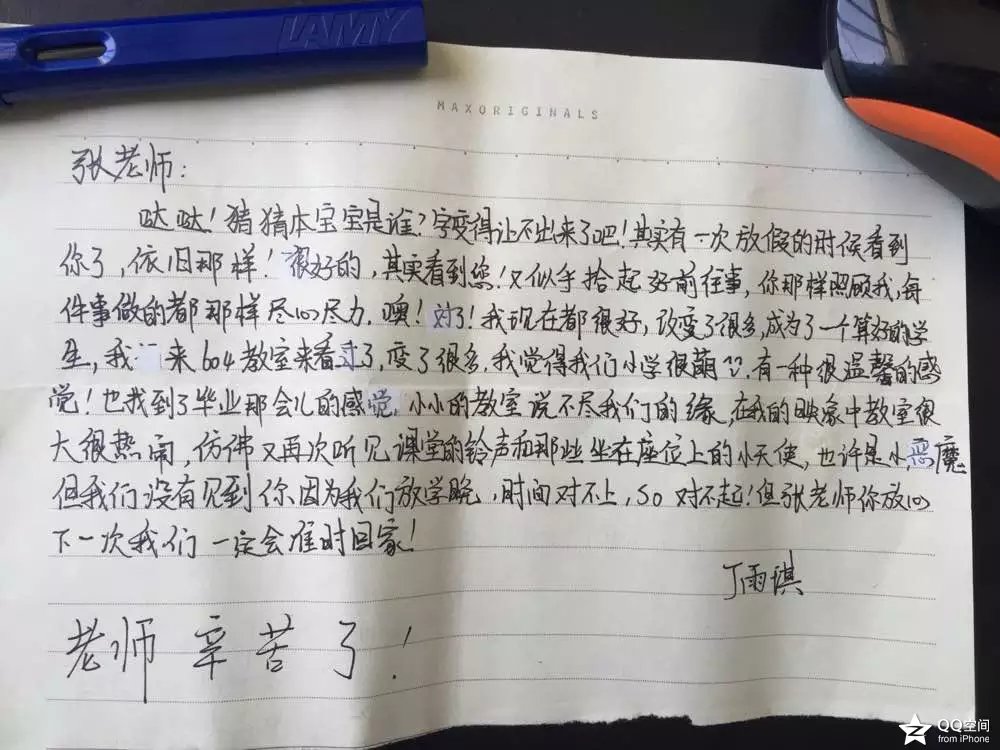 LAMY
MAXORIGINALS
张老师：
哒哒！猜猜本宝宝是谁？字变得让不出来了吧！其实有一次放假的时候看到
你了，依旧那样！很好的，其实看到您！又似乎拾起好前往事，你那样照顾我，每
件事做的都那样尽心尽力。噢！对了！我现在都很好，改变了很多，成为了一个算好的学
生，我 来604教室来看过了，变了很多，我觉得我们小学很萌，有一种很温馨的感
觉！也找到了毕业那会儿的感觉，小小的教室说不尽我们的缘，在我的映象中教室很
大很热闹，仿佛又再次听见课堂的铃声和那些坐在座位上的小天使，也许是小恶魔
但我们没有见到你因为我们放学晚，时间对不上，so 对不起！但张老师你放心
下一次我们一定会准时回家！
丁雨琪
老师辛苦了！
QQ空间
from iPhone